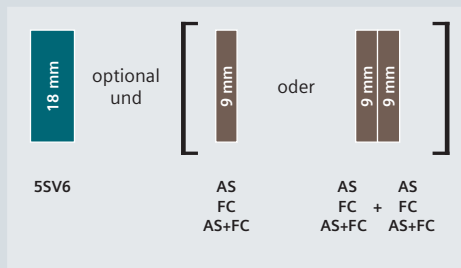 18 mm
optional
und
9 mm
oder
9 mm
9 mm
5SV6
AS
FC
AS+FC
AS AS
FC + FC
AS+FC AS+FC